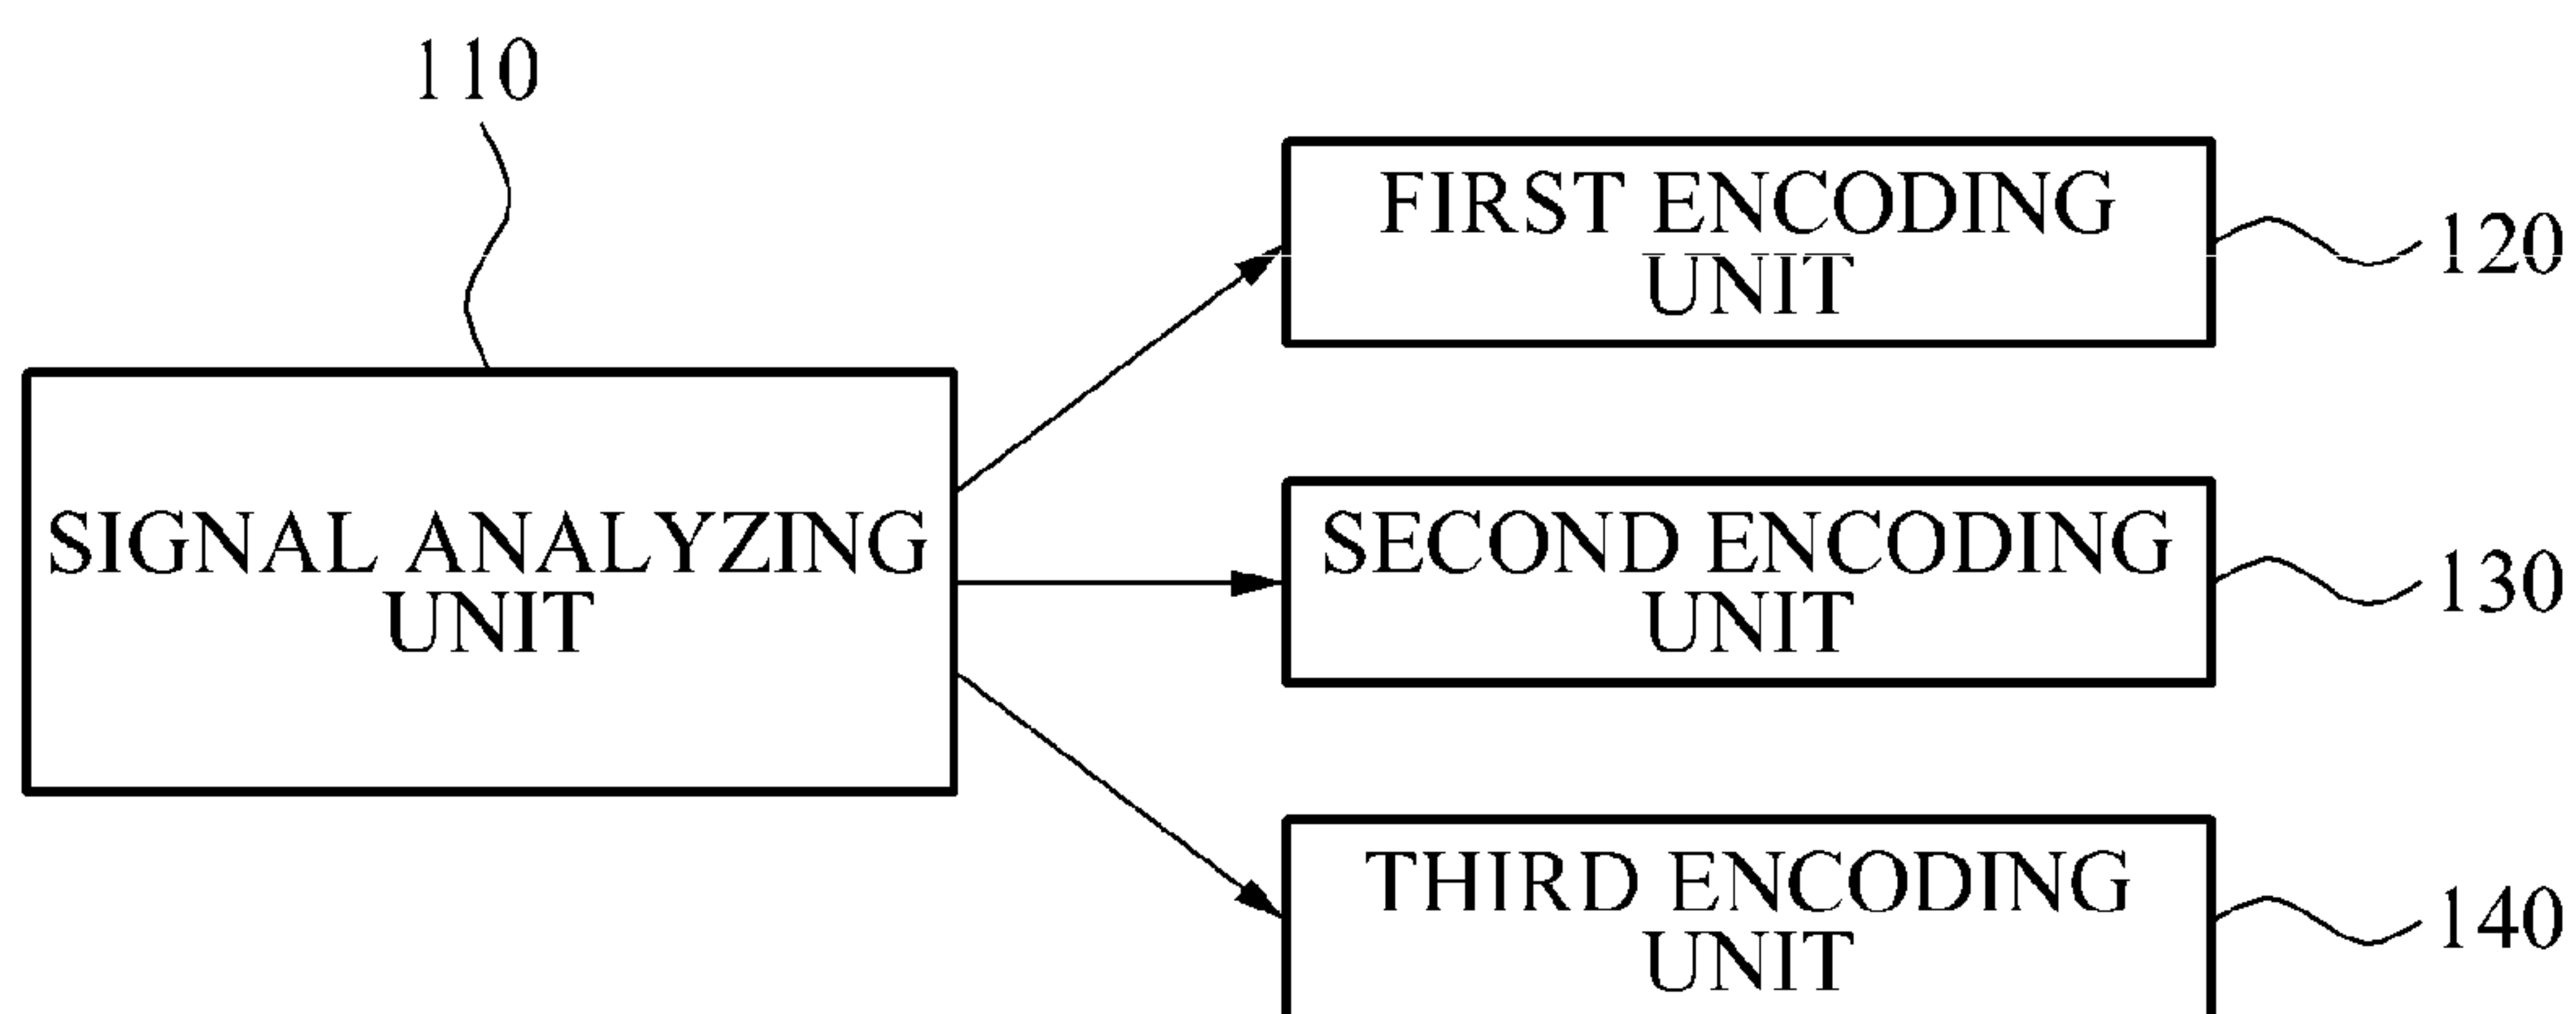 110
FIRST ENCODING
UNIT
120
SIGNAL ANALYZING
UNIT
SECOND ENCODING
UNIT
130
THIRD ENCODING
UNIT
140